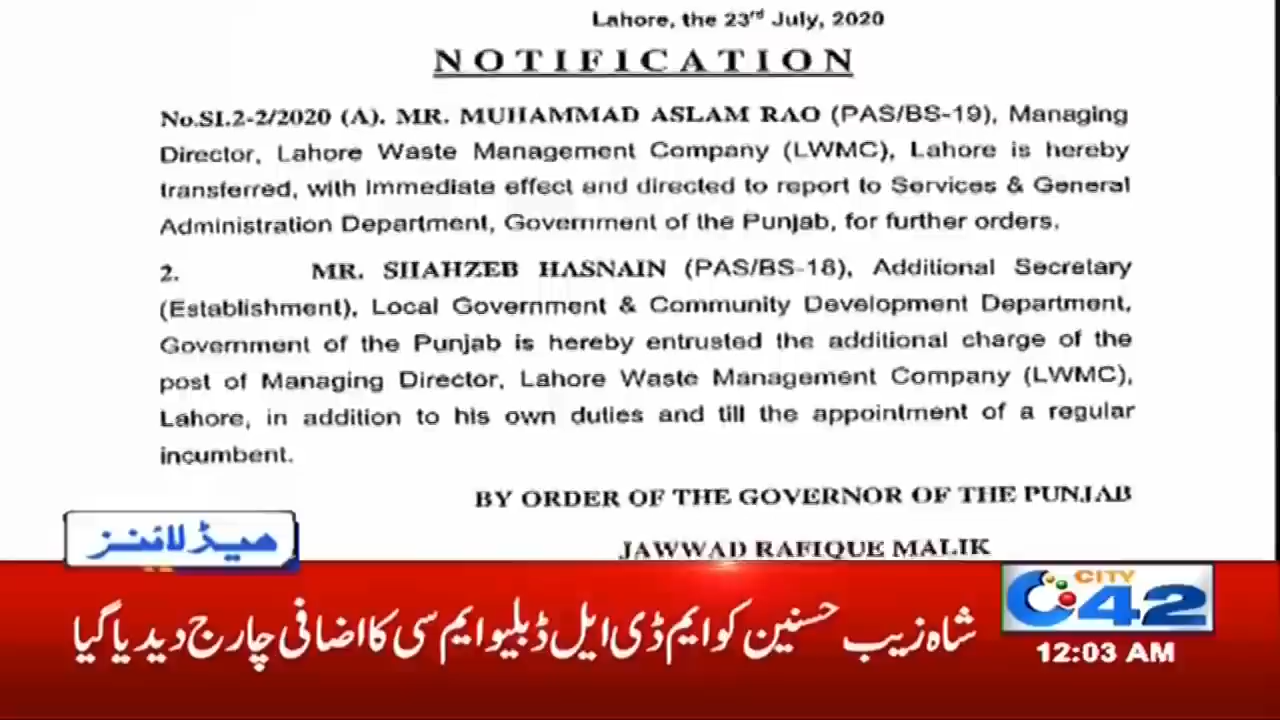 Lahore, the 23rd July, 2020
NOTIFICATION
No.SI.2-2/2020 (A). MR. MUHAMMAD ASLAM RAO (PAS/BS-19), Managing
Director, Lahore Waste Management Company (LWMC), Lahore is hereby
transferred, with immediate effect and directed to report to Services & General
Administration Department, Government of the Punjab, for further orders.
2. MR. SHAHZEB HASNAIN (PAS/BS-18), Additional Secretary
(Establishment), Local Government & Community Development Department,
Government of the Punjab is hereby entrusted the additional charge of the
post of Managing Director, Lahore Waste Management Company (LWMC),
Lahore, in addition to his own duties and till the appointment of a regular
incumbent.
BY ORDER OF THE GOVERNOR OF THE PUNJAB
JAWWAD RAFIQUE MALIK
ھیڈلائنز
CITY
42
شاہ زیب حسنین کو ایم ڈی ایل ڈبلیو ایم سی کا اضافی چارج دیدیا گیا
12:03 AM